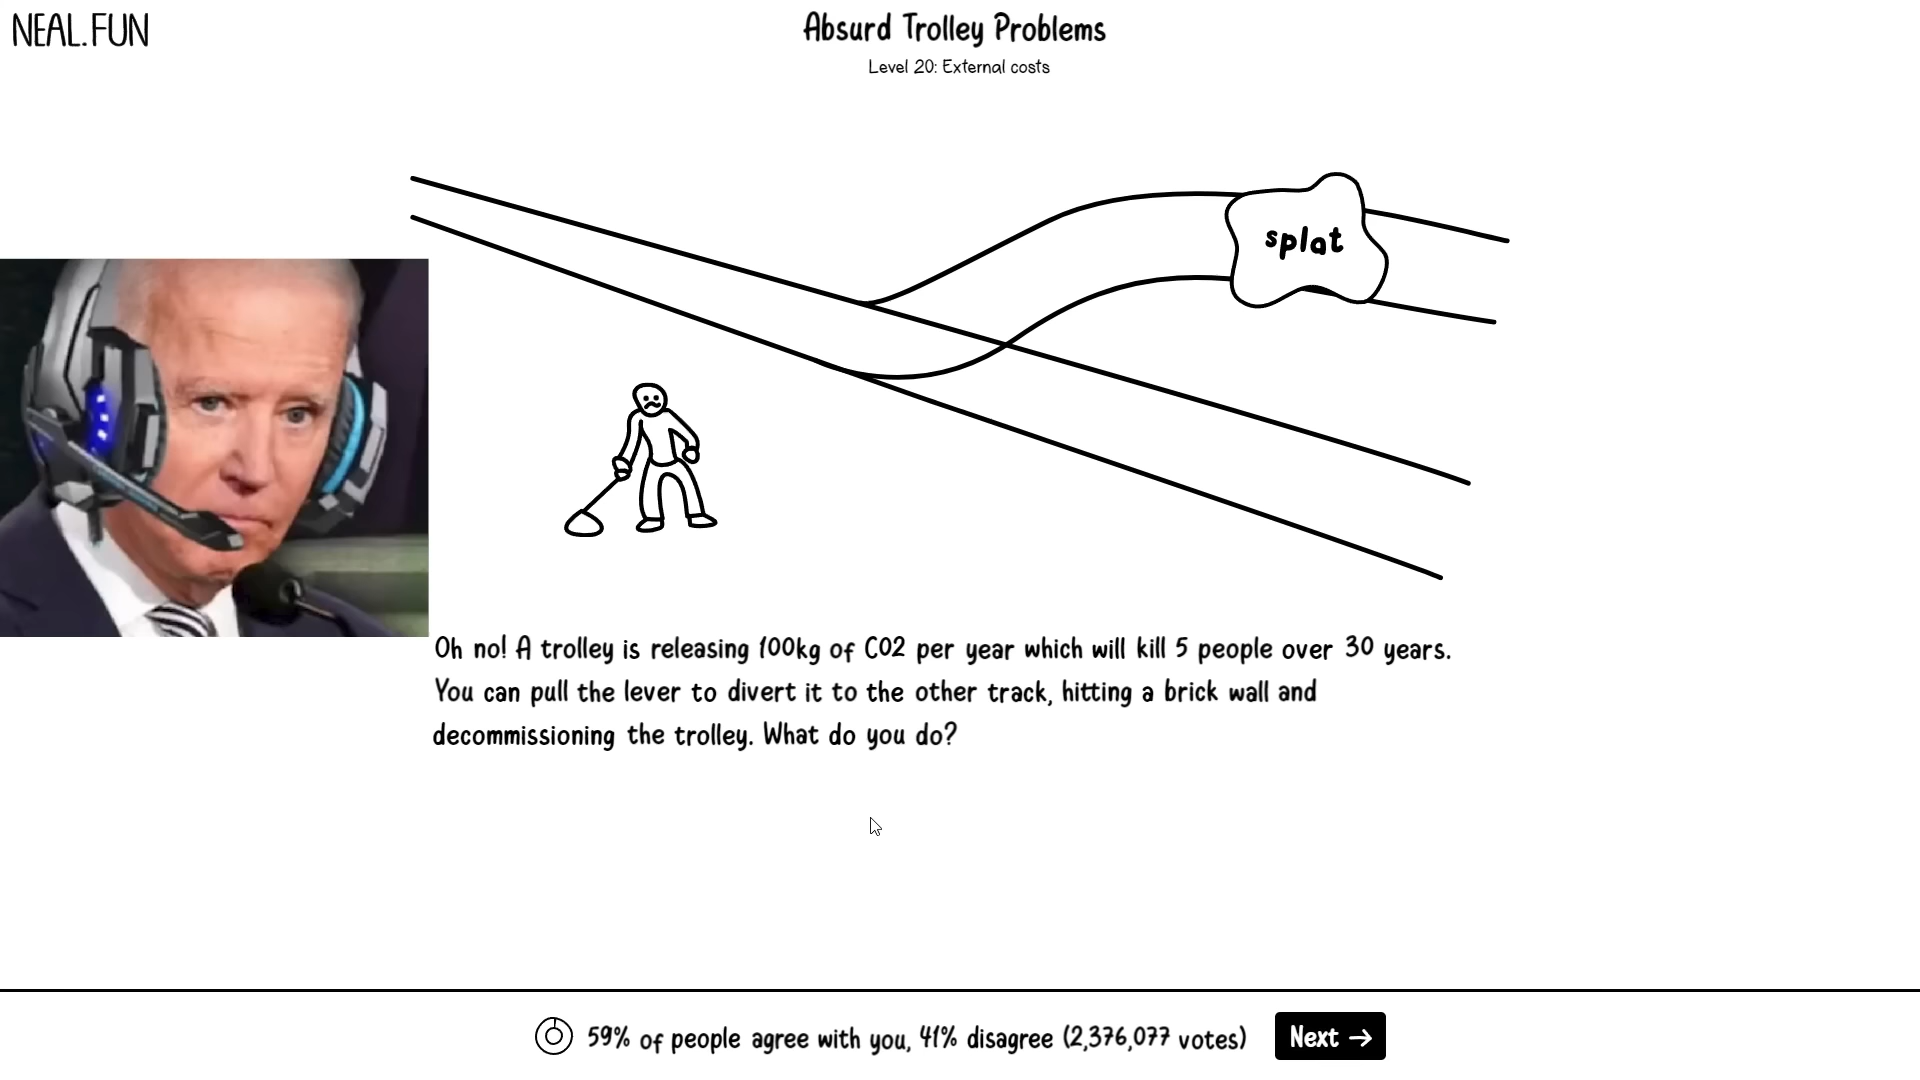 NEAL.FUN
Absurd Trolley Problems
Level 20: External costs
splat
Oh no! A trolley is releasing 100kg of CO2 per year which will kill 5 people over 30 years.
You can pull the lever to divert it to the other track, hitting a brick wall and
decommissioning the trolley. What do you do?
59% of people agree with you, 41% disagree (2,376,077 votes)
Next →